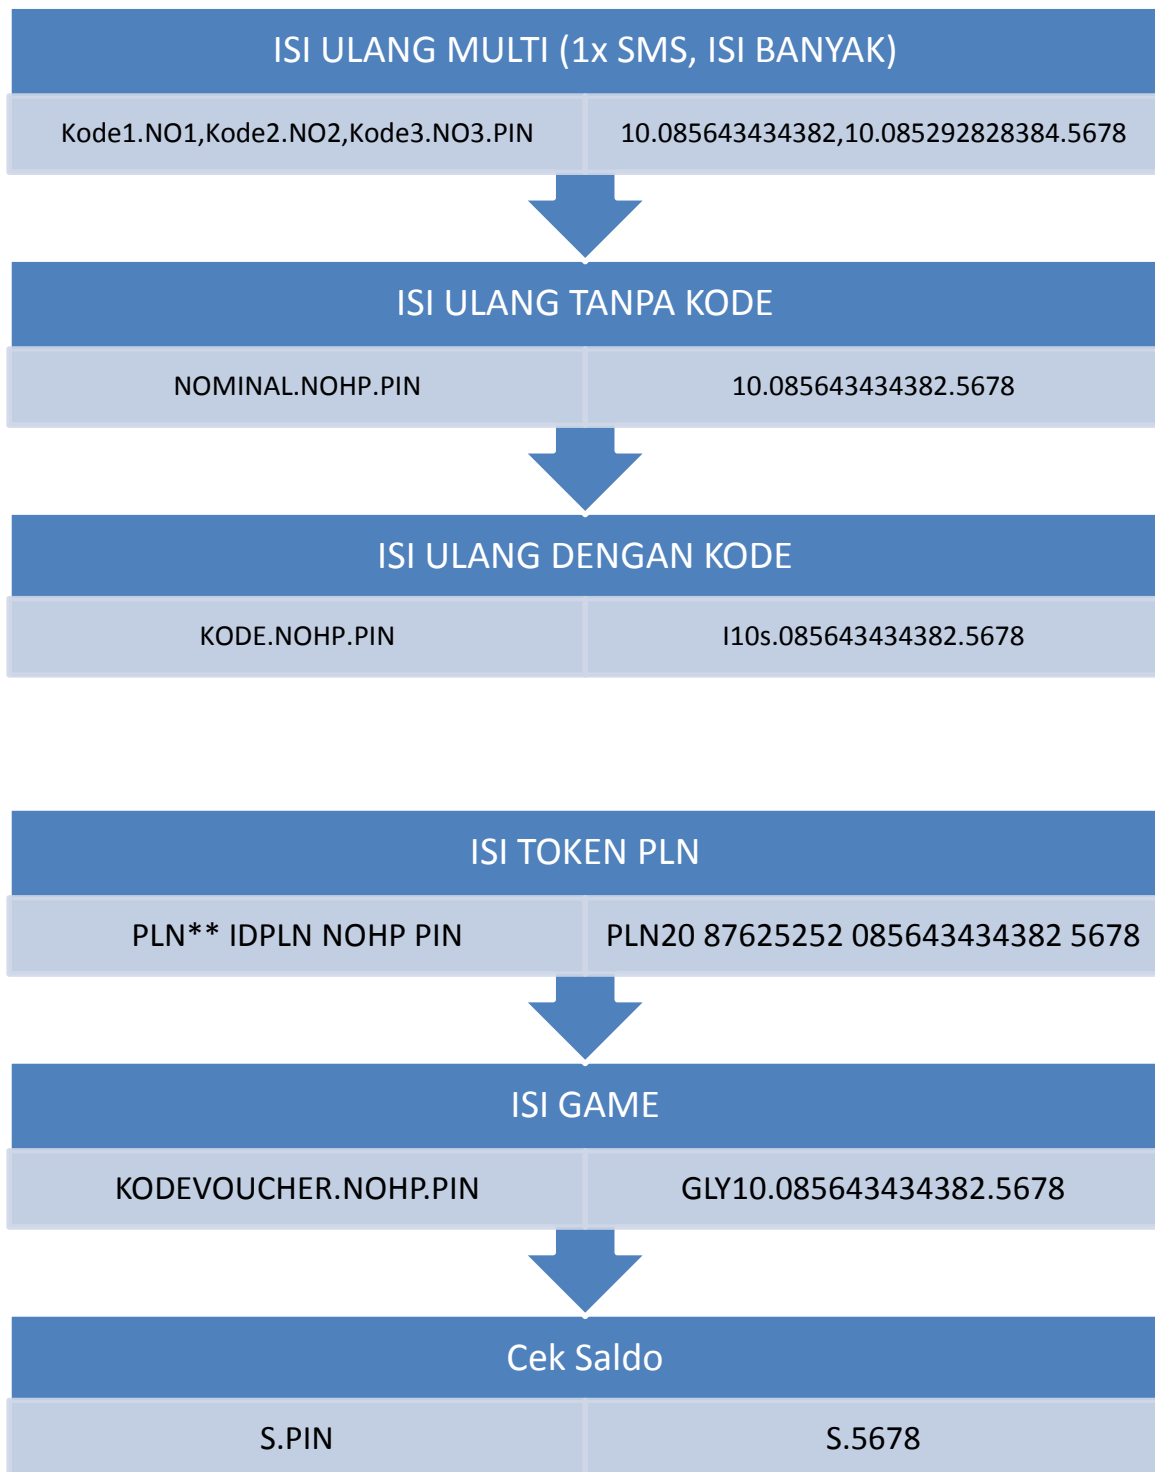 ISI ULANG MULTI (1x SMS, ISI BANYAK)
Kode1.NO1,Kode2.NO2,Kode3.NO3.PIN
10.085643434382,10.085292828384.5678
ISI ULANG TANPA KODE
NOMINAL.NOHP.PIN
10.085643434382.5678
ISI ULANG DENGAN KODE
KODE.NOHP.PIN
I10s.085643434382.5678
ISI TOKEN PLN
PLN** IDPLN NOHP PIN
PLN20 87625252 085643434382 5678
ISI GAME
KODEVOUCHER.NOHP.PIN
GLY10.085643434382.5678
Cek Saldo
S.PIN
S.5678